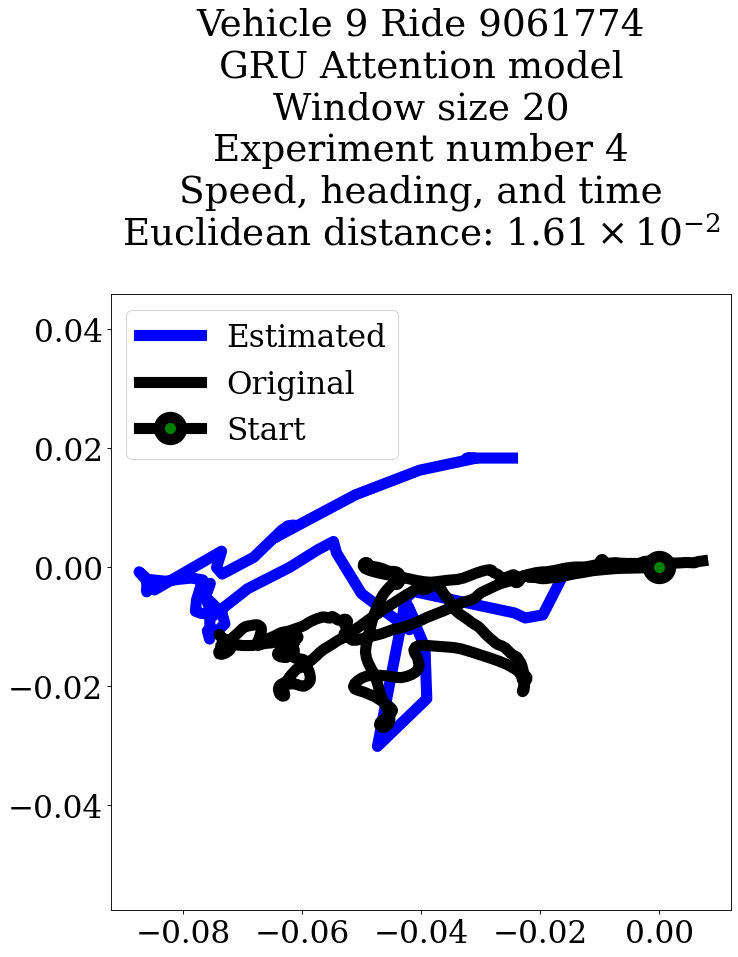 Vehicle 9 Ride 9061774
GRU Attention model
Window size 20
Experiment number 4
Speed, heading, and time
Euclidean distance: 1.61 × 10⁻²
Estimated
Original
Start
0.04
0.02
0.00
−0.02
−0.04
−0.08
−0.06
−0.04
−0.02
0.00